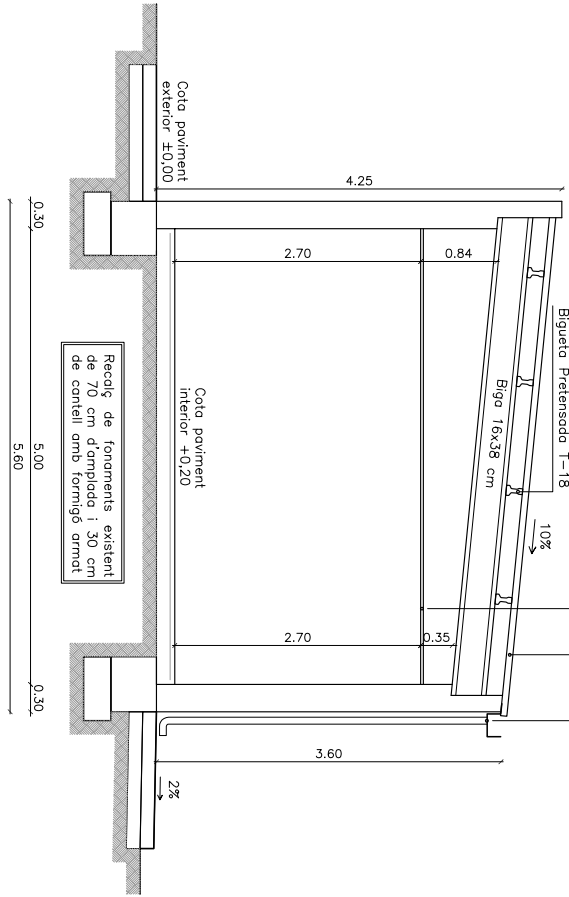 Bigueta Pretensada T-18
10%
Biga 16x38 cm
4.25
0.84
2.70
0.35
2.70
3.60
Cota paviment
exterior ±0,00
Cota paviment
interior +0,20
2%
0.30
5.00
0.30
5.60
Recalç de fonaments existent
de 70 cm d'amplada i 30 cm
de cantell amb formigó armat